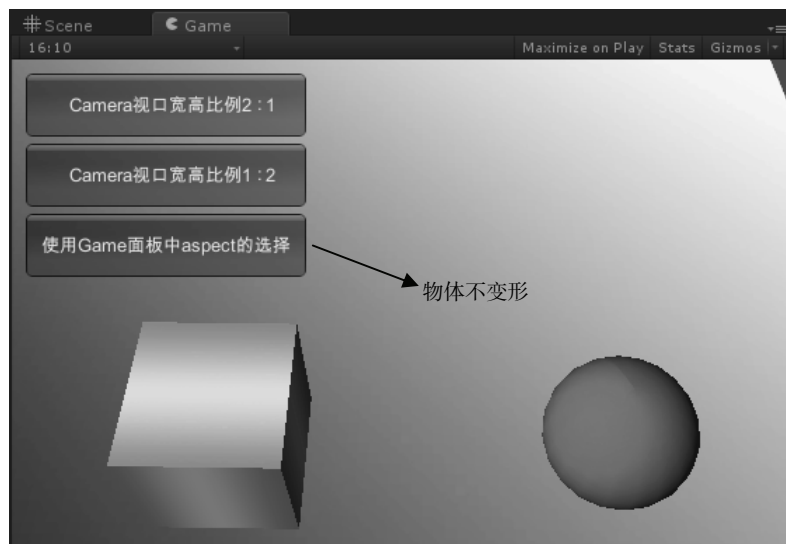 Scene
Game
16:10
Maximize on Play
Stats
Gizmos
Camera视口宽高比例2：1
Camera视口宽高比例1：2
使用Game面板中aspect的选择
物体不变形